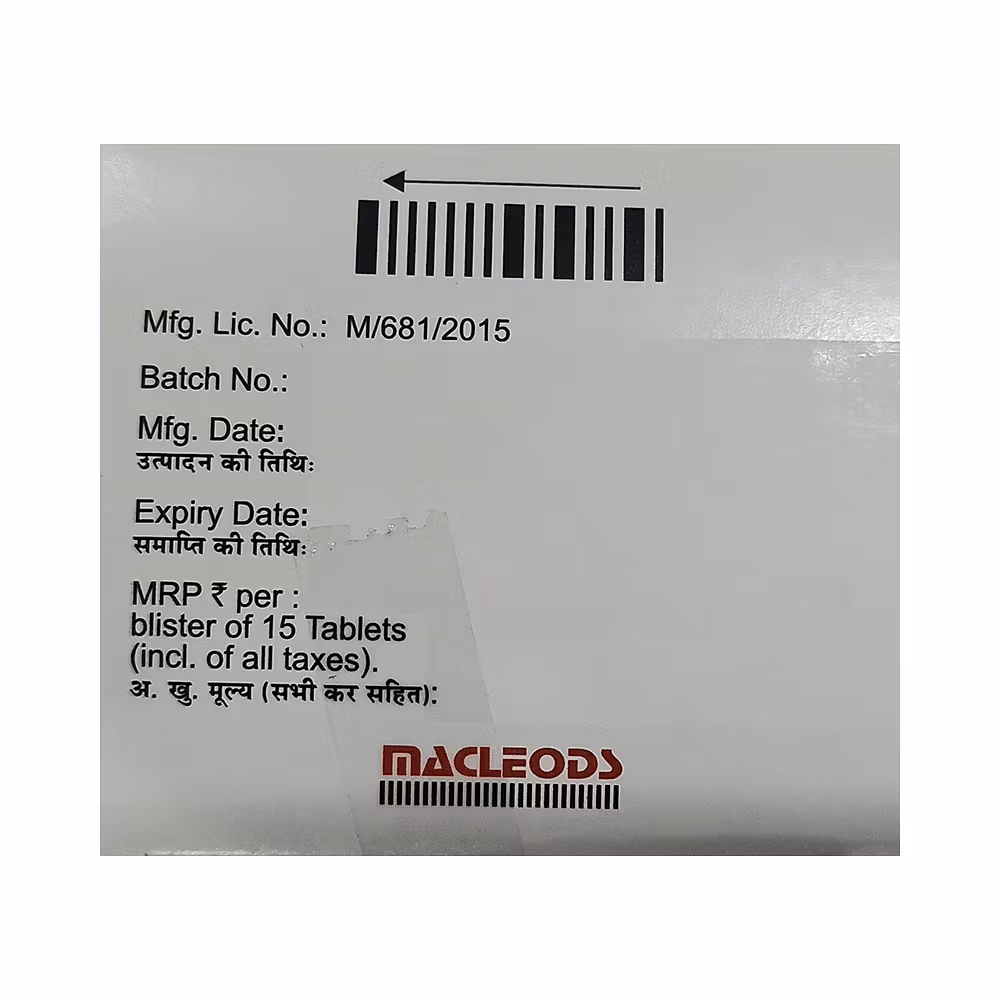 Mfg. Lic. No.: M/681/2015
Batch No.:
Mfg. Date:
उत्पादन की तिथिः
Expiry Date:
समाप्ति की तिथिः
MRP ₹ per :
blister of 15 Tablets
(incl. of all taxes).
अ. खु. मूल्य (सभी कर सहित):
MACLEODS